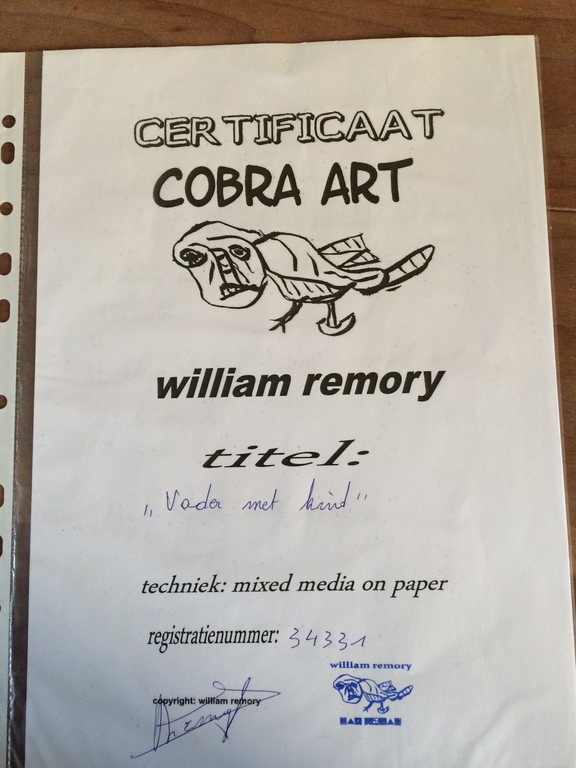 CERTIFICAAT
COBRA ART
william remory
titel:
„Vader met kind"
techniek: mixed media on paper
registratienummer: 34331
william remory
copyright: william remory